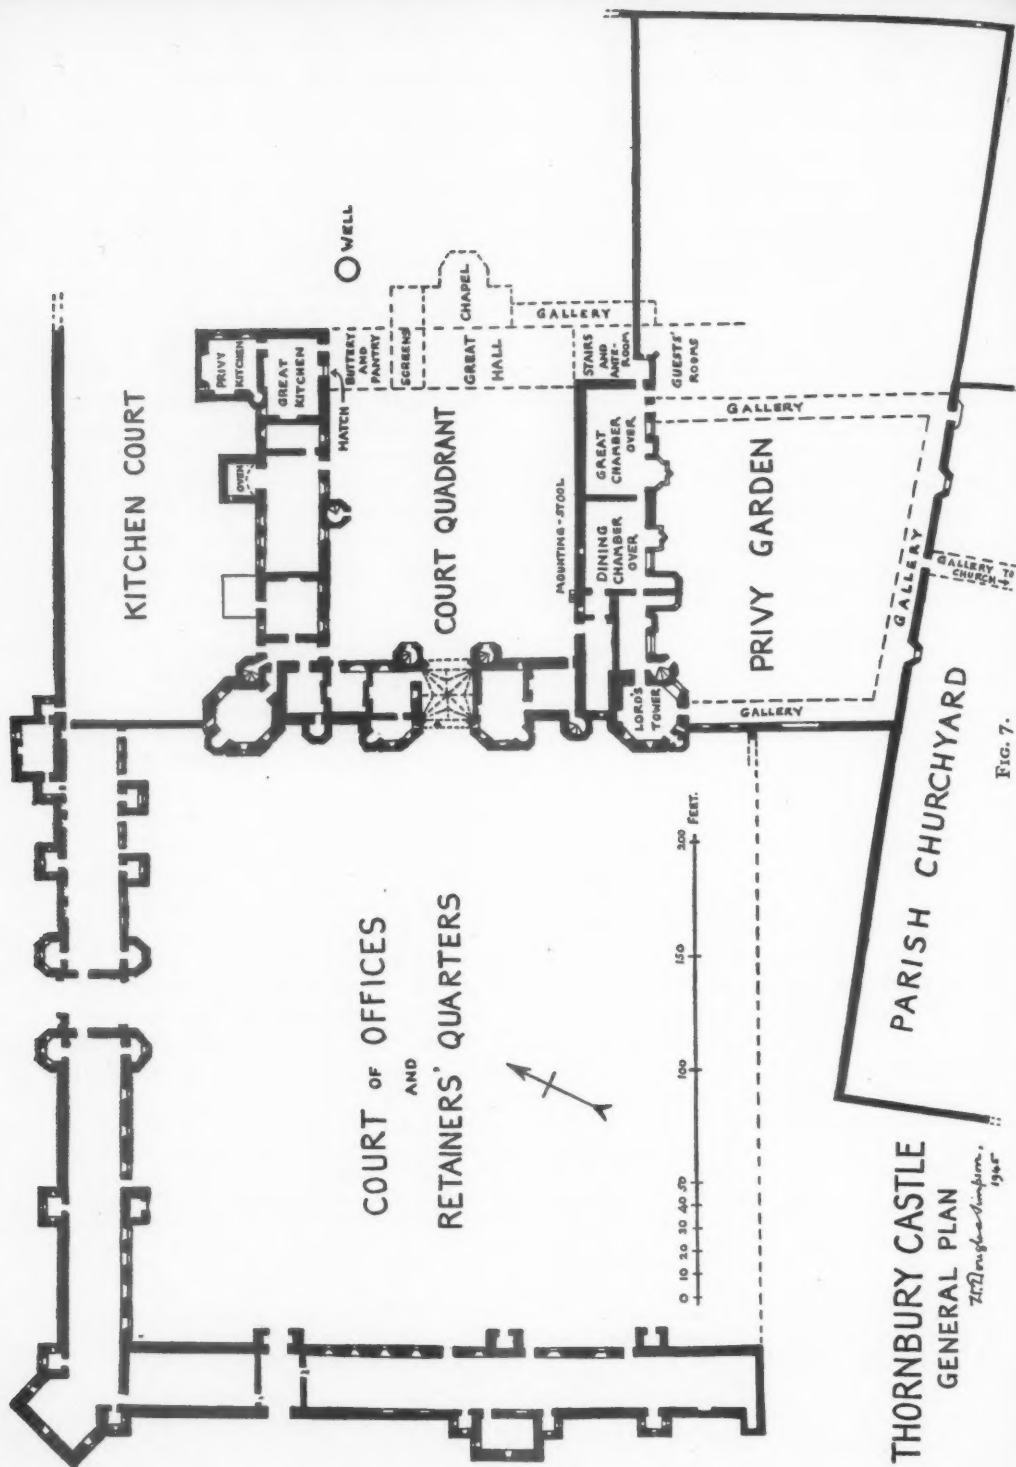 KITCHEN COURT
PRIVY
KITCHEN
GREAT
KITCHEN
OVEN
HATCH
WELL
BUTTERY
AND
PANTRY
SCREENS
GREAT
HALL
CHAPEL
GALLERY
STAIRS
AND
ANTE-
ROOM
GUESTS'
ROOMS
COURT QUADRANT
MOUNTING-STOOL
GREAT
CHAMBER
OVER
DINING
CHAMBER
OVER
LORD'S
TOWER
PRIVY GARDEN
GALLERY
GALLERY
GALLERY
GALLERY TO
CHURCH
COURT OF OFFICES
AND
RETAINERS' QUARTERS
0 10 20 30 40 50 100 150 200 FEET.
PARISH CHURCHYARD
THORNBURY CASTLE
GENERAL PLAN
W. Douglas Simpson,
1945
FIG. 7.